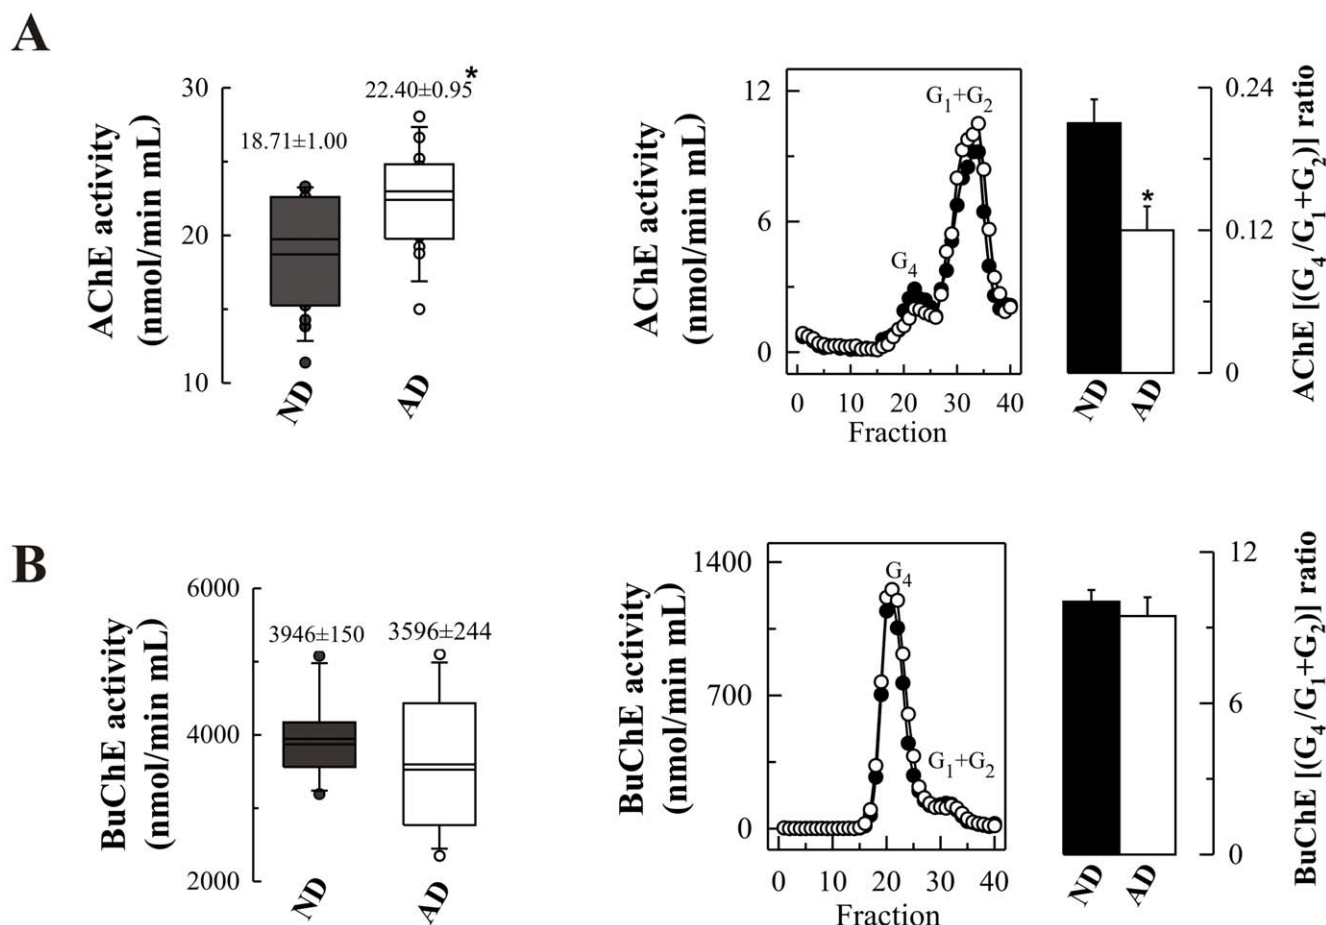 A
AChE activity
(nmol/min mL)
30
20
10
18.71±1.00
22.40±0.95*
ND
AD
AChE activity
(nmol/min mL)
12
6
0
G1+G2
G4
0 10 20 30 40
Fraction
*
ND
AD
0.24
0.12
0
AChE [(G4/G1+G2)] ratio
B
BuChE activity
(nmol/min mL)
6000
4000
2000
3946±150
3596±244
ND
AD
BuChE activity
(nmol/min mL)
1400
700
0
G4
G1+G2
0 10 20 30 40
Fraction
ND
AD
12
6
0
BuChE [(G4/G1+G2)] ratio